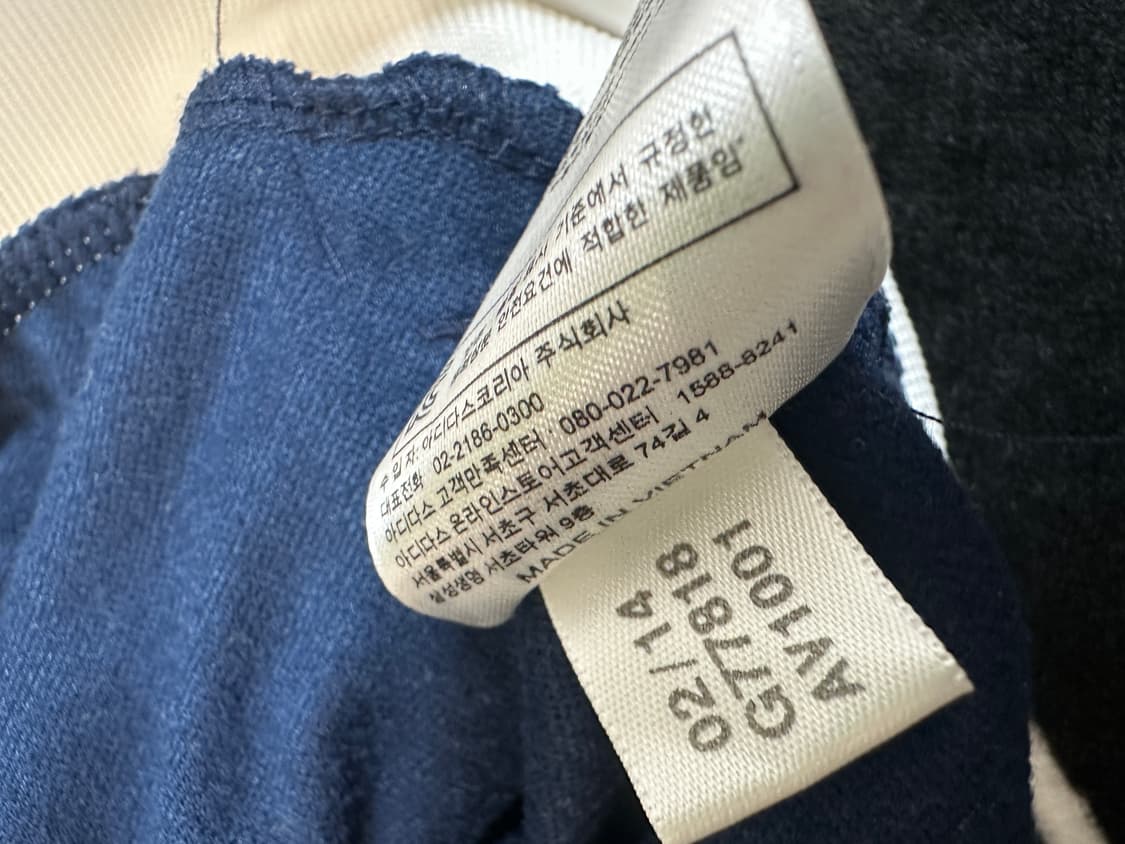 기준에서 규정한
안전요건에 적합한 제품임"
수입자: 아디다스코리아 주식회사
대표전화 02-2186-0300
아디다스 고객만족센터 080-022-7981
아디다스 온라인스토어고객센터 1588-8241
서울특별시 서초구 서초대로 74길 4
삼성생명 서초타워 9층
MADE IN VIETNAM
02/14
G77818
AV1001